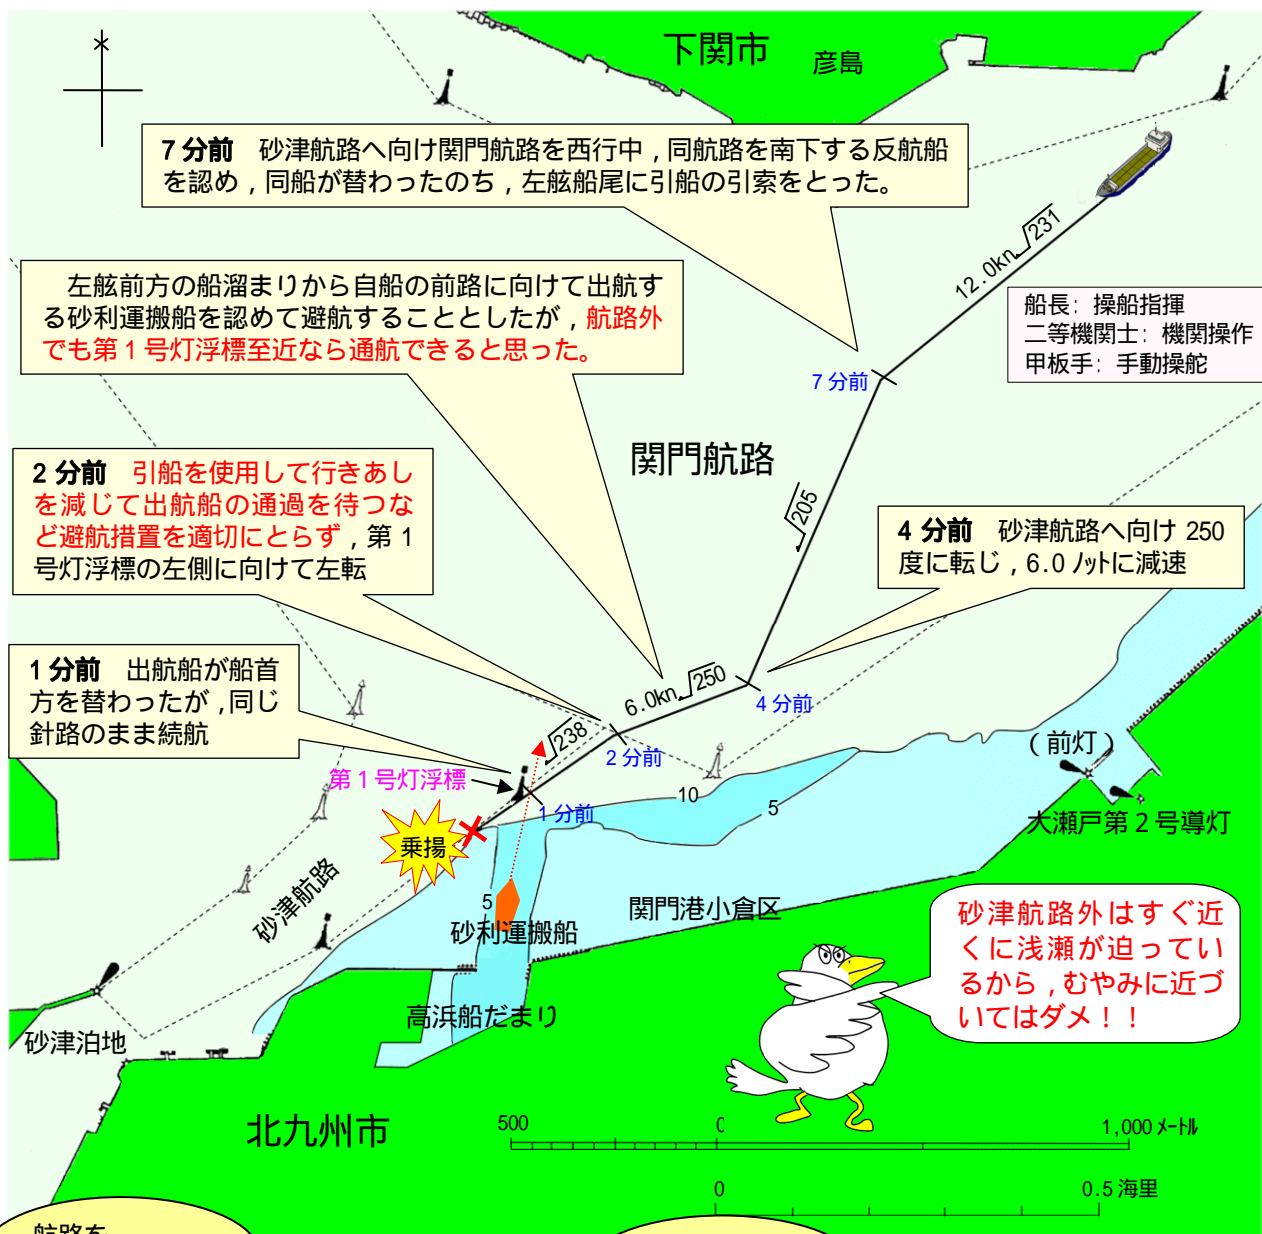 下関市
彦島
7 分前　砂津航路へ向け関門航路を西行中，同航路を南下する反航船
を認め，同船が替わったのち，左舷船尾に引船の引索をとった。
12.0kn
231
左舷前方の船溜まりから自船の前路に向けて出航す
る砂利運搬船を認めて避航することとしたが，航路外
でも第1号灯浮標至近なら通航できると思った。
船長：操船指揮
二等機関士：機関操作
甲板手：手動操舵
7 分前
関門航路
205
2 分前　引船を使用して行きあし
を減じて出航船の通過を待つな
ど避航措置を適切にとらず，第 1
号灯浮標の左側に向けて左転
4 分前　砂津航路へ向け 250
度に転じ，6.0 ﾉｯﾄに減速
1 分前　出航船が船首
方を替わったが，同じ
針路のまま続航
6.0kn
250
4 分前
238
2 分前
第１号灯浮標
1 分前
10
5
（前灯）
大瀬戸第２号導灯
乗揚
砂津航路
5
砂利運搬船
関門港小倉区
砂津航路外はすぐ近
くに浅瀬が迫ってい
るから，むやみに近づ
いてはダメ！！
高浜船だまり
砂津泊地
北九州市
500
0
1,000 ﾒｰﾄﾙ
0
0.5 海里
航路を